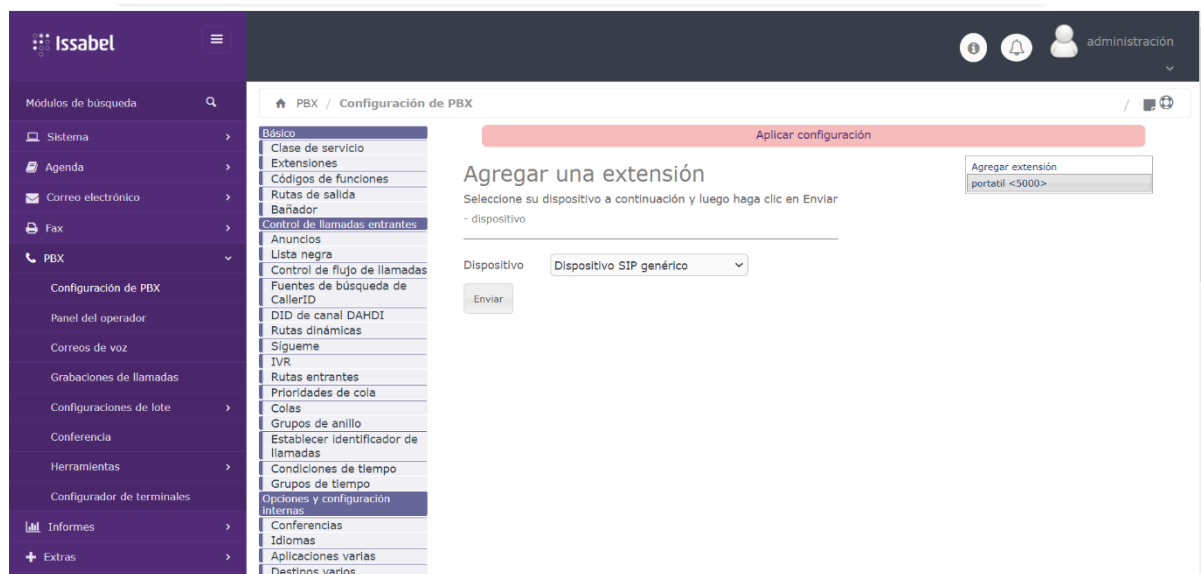 Issabel
administración
Módulos de búsqueda
Sistema
Agenda
Correo electrónico
Fax
PBX
Configuración de PBX
Panel del operador
Correos de voz
Grabaciones de llamadas
Configuraciones de lote
Conferencia
Herramientas
Configurador de terminales
Informes
Extras
PBX / Configuración de PBX
/
Básico
Clase de servicio
Extensiones
Códigos de funciones
Rutas de salida
Bañador
Control de llamadas entrantes
Anuncios
Lista negra
Control de flujo de llamadas
Fuentes de búsqueda de
CallerID
DID de canal DAHDI
Rutas dinámicas
Sígueme
IVR
Rutas entrantes
Prioridades de cola
Colas
Grupos de anillo
Establecer identificador de
llamadas
Condiciones de tiempo
Grupos de tiempo
Opciones y configuración
internas
Conferencias
Idiomas
Aplicaciones varias
Destinos varios
Aplicar configuración
Agregar una extensión
Seleccione su dispositivo a continuación y luego haga clic en Enviar
- dispositivo
Dispositivo Dispositivo SIP genérico
Enviar
Agregar extensión
portatil <5000>